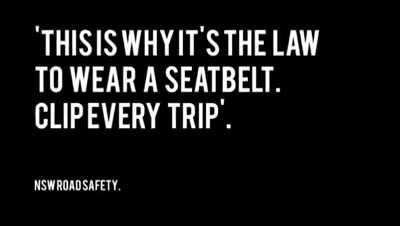 'THIS IS WHY IT'S THE LAW
TO WEAR A SEATBELT.
CLIP EVERY TRIP'.
NSW ROAD SAFETY.